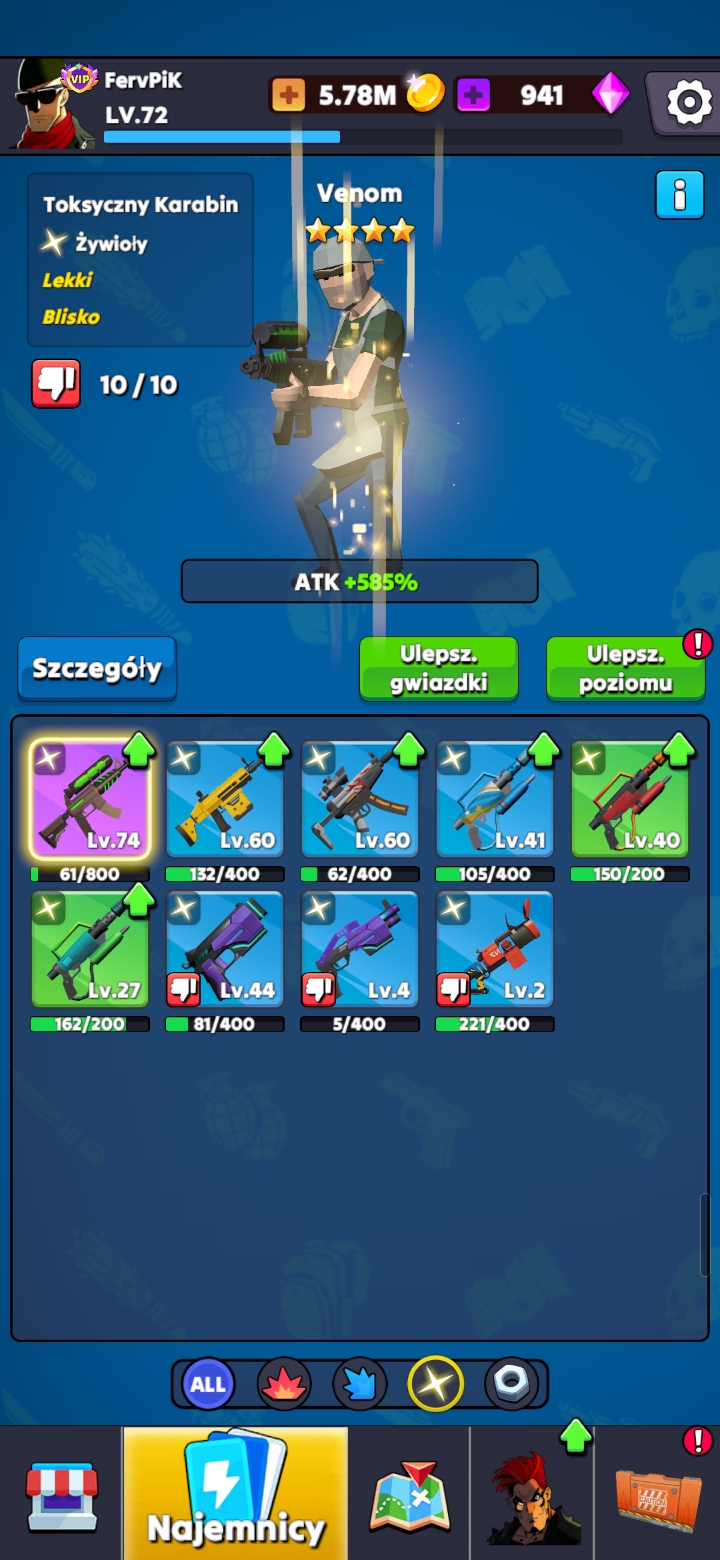 VIP
FervPiK
LV.72
5.78M
941
Toksyczny Karabin
Żywioły
Lekki
Blisko
Venom
10 / 10
ATK +585%
Szczegóły
Ulepsz.
gwiazdki
Ulepsz.
poziomu
!
Lv.74
Lv.60
Lv.60
Lv.41
Lv.40
61/800
132/400
62/400
105/400
150/200
Lv.27
Lv.44
Lv.4
Lv.2
162/200
81/400
5/400
221/400
ALL
!
CAUTION
Najemnicy